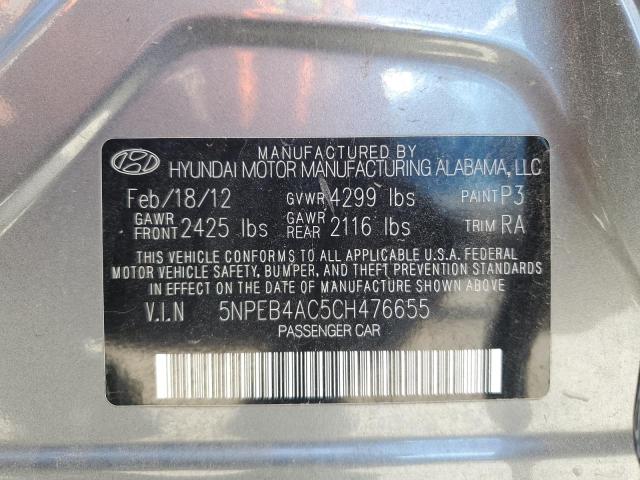 MANUFACTURED BY
HYUNDAI MOTOR MANUFACTURING ALABAMA, LLC
Feb/18/12 GVWR 4299 lbs PAINT P3
GAWR FRONT 2425 lbs GAWR REAR 2116 lbs TRIM RA
THIS VEHICLE CONFORMS TO ALL APPLICABLE U.S.A. FEDERAL
MOTOR VEHICLE SAFETY, BUMPER, AND THEFT PREVENTION
STANDARDS IN EFFECT ON THE DATE OF MANUFACTURE SHOWN ABOVE
V.I.N 5NPEB4AC5CH476655
PASSENGER CAR